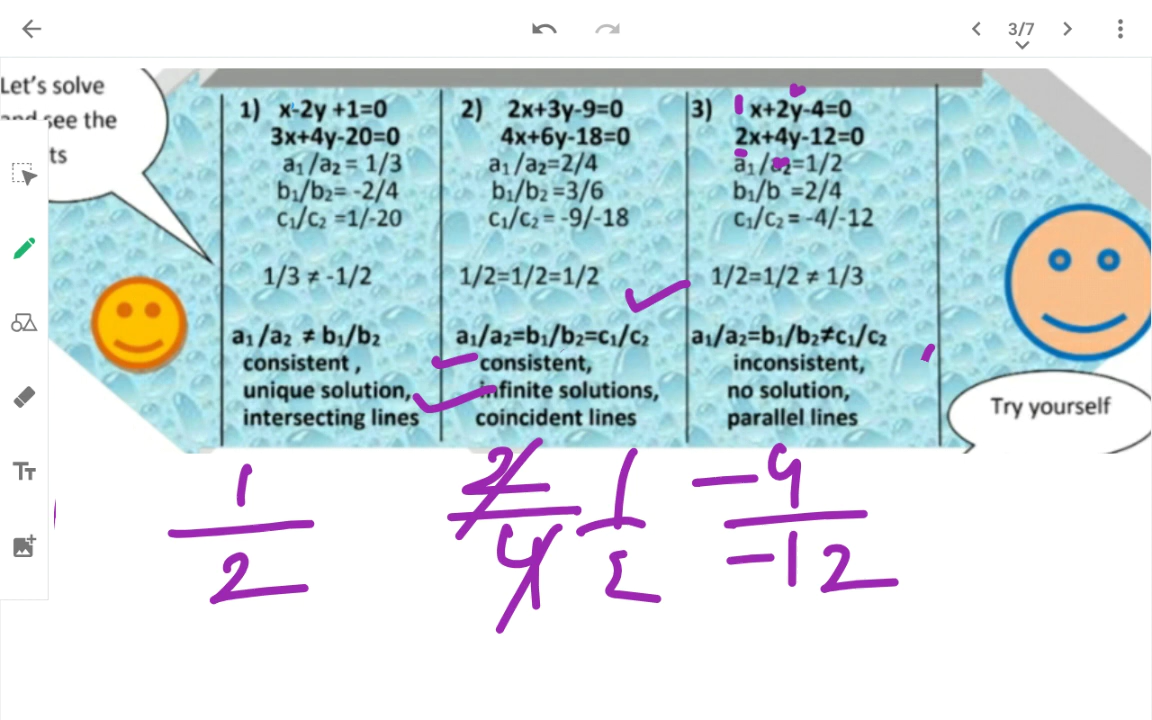 3/7
Let's solve
and see the
ts
1) x-2y +1=0
3x+4y-20=0
a₁/a₂ = 1/3
b₁/b₂= -2/4
c₁/c₂ =1/-20
1/3 ≠ -1/2
a₁/a₂ ≠ b₁/b₂
consistent ,
unique solution,
intersecting lines
2) 2x+3y-9=0
4x+6y-18=0
a₁/a₂=2/4
b₁/b₂ =3/6
c₁/c₂ = -9/-18
1/2=1/2=1/2
a₁/a₂=b₁/b₂=c₁/c₂
consistent,
infinite solutions,
coincident lines
3) 1 x+2y-4=0
2x+4y-12=0
a₁/a₂=1/2
b₁/b =2/4
c₁/c₂ = -4/-12
1/2=1/2 ≠ 1/3
a₁/a₂=b₁/b₂≠c₁/c₂
inconsistent,
no solution,
parallel lines
Try yourself
Tт
1 2 1 -4
2 4 2 -12